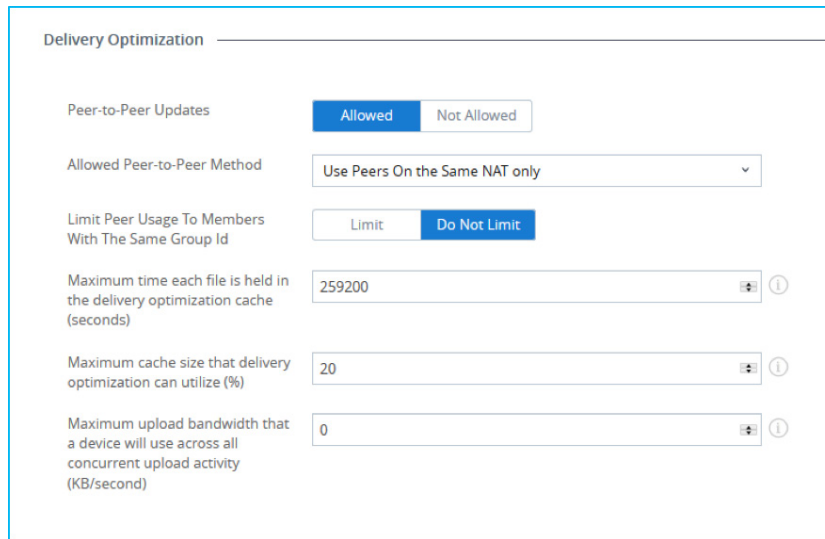 Delivery Optimization
Peer-to-Peer Updates
Allowed
Not Allowed
Allowed Peer-to-Peer Method
Use Peers On the Same NAT only
Limit Peer Usage To Members
With The Same Group Id
Limit
Do Not Limit
Maximum time each file is held in
the delivery optimization cache
(seconds)
259200
Maximum cache size that delivery
optimization can utilize (%)
20
Maximum upload bandwidth that
a device will use across all
concurrent upload activity
(KB/second)
0